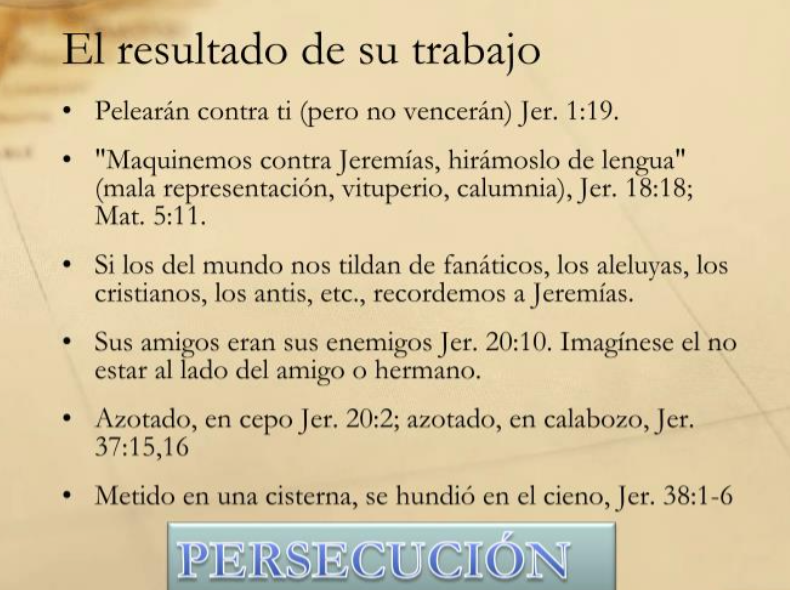 El resultado de su trabajo
• Pelearán contra ti (pero no vencerán) Jer. 1:19.
• "Maquinemos contra Jeremías, hirámoslo de lengua"
(mala representación, vituperio, calumnia), Jer. 18:18;
Mat. 5:11.
• Si los del mundo nos tildan de fanáticos, los aleluyas, los
cristianos, los antis, etc., recordemos a Jeremías.
• Sus amigos eran sus enemigos Jer. 20:10. Imagínese el no
estar al lado del amigo o hermano.
• Azotado, en cepo Jer. 20:2; azotado, en calabozo, Jer.
37:15,16
• Metido en una cisterna, se hundió en el cieno, Jer. 38:1-6
PERSECUCIÓN